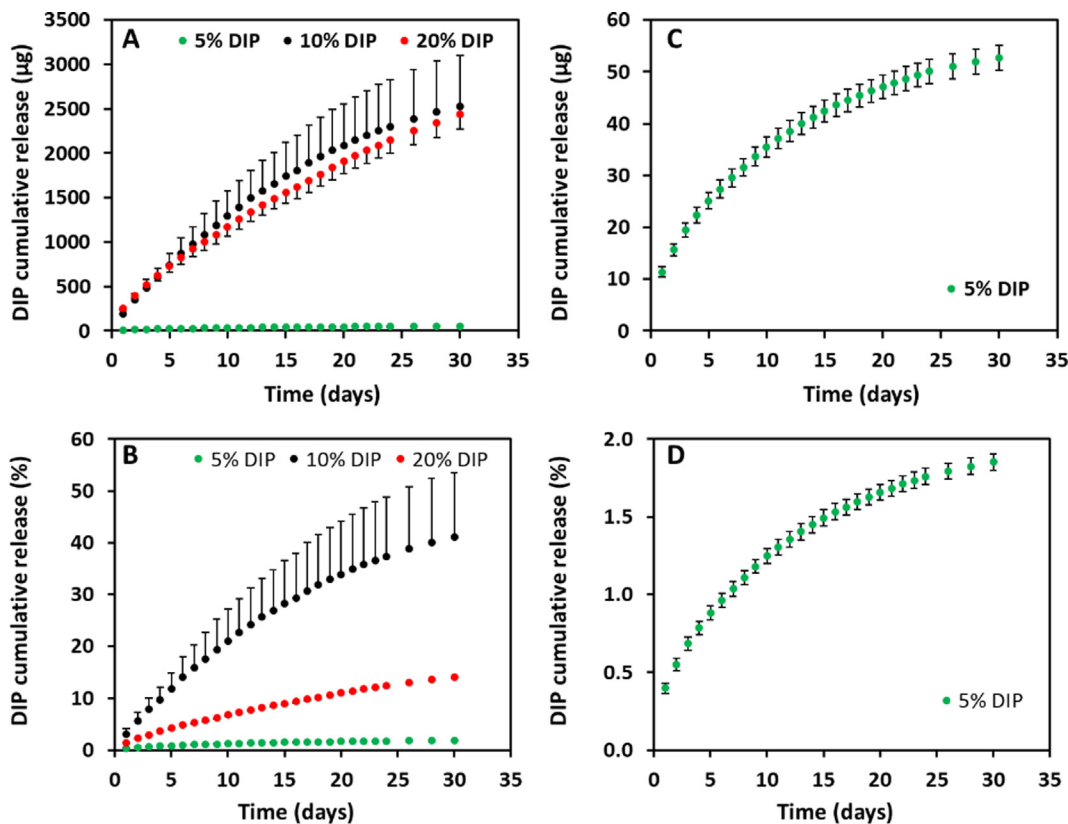 A
5% DIP 10% DIP 20% DIP
DIP cumulative release (µg)
3500
3000
2500
2000
1500
1000
500
0
0 5 10 15 20 25 30 35
Time (days)
C
DIP cumulative release (µg)
60
50
40
30
20
10
0
5% DIP
0 5 10 15 20 25 30 35
Time (days)
B
5% DIP 10% DIP 20% DIP
DIP cumulative release (%)
60
50
40
30
20
10
0
0 5 10 15 20 25 30 35
Time (days)
D
DIP cumulative release (%)
2.0
1.5
1.0
0.5
0.0
5% DIP
0 5 10 15 20 25 30 35
Time (days)